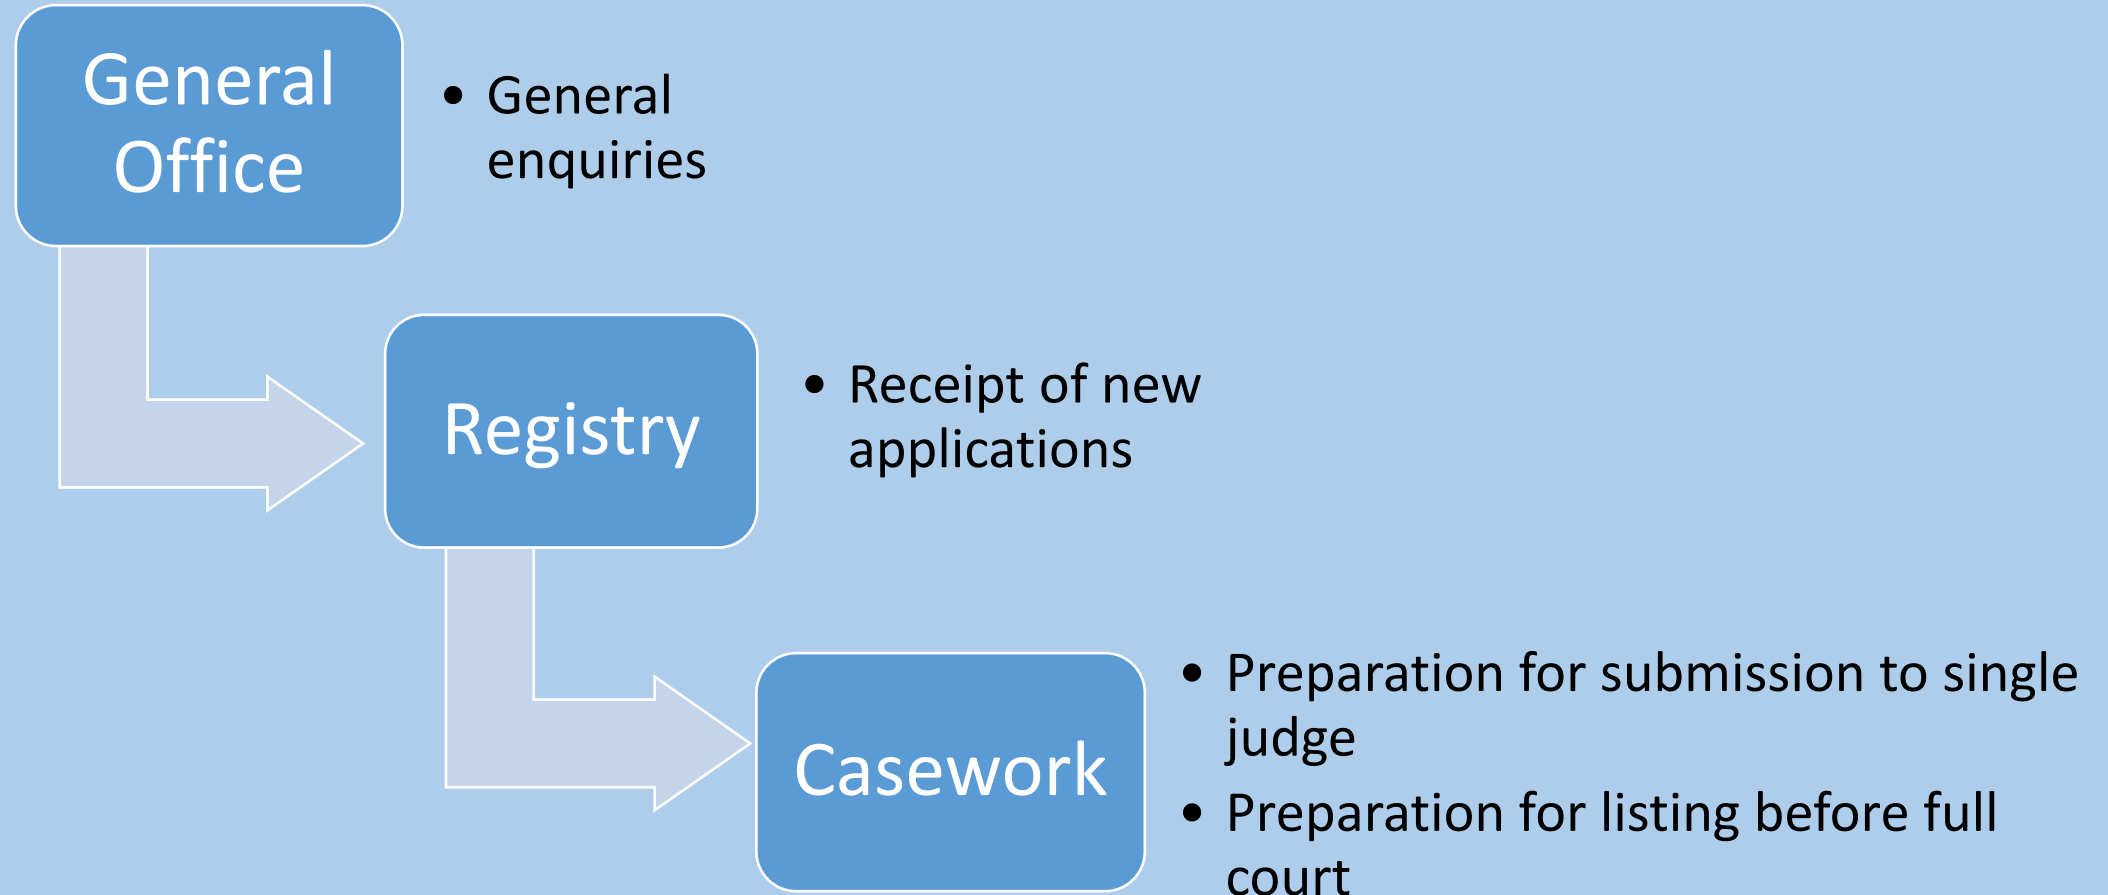 General
Office
• General
enquiries
Registry
• Receipt of new
applications
Casework
• Preparation for submission to single
judge
• Preparation for listing before full
court